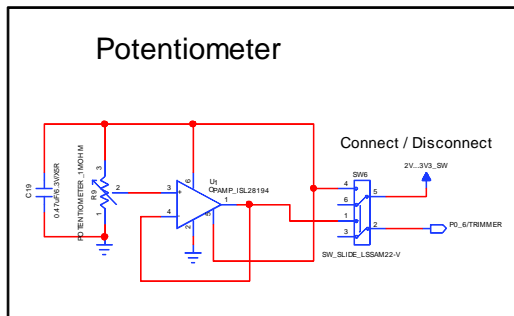 Potentiometer
Connect / Disconnect
2V...3V3_SW
SW6
4
5
6
1
2
3
P0_6/TRIMMER
SW_SLIDE_LSSAM22-V
U1
OPAMP_ISL28194
6
3
+
4
-
1
2
5
C19
0.47uF/6.3V/X5R
R9
POTENTIOMETER_1MOHM
3
2
1